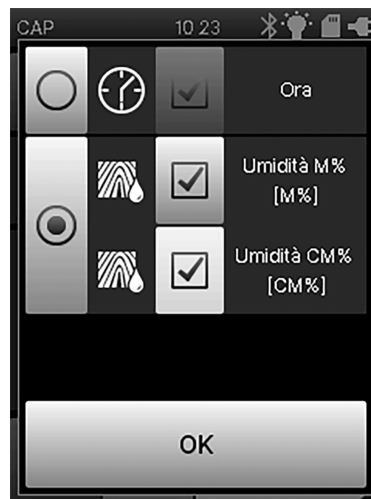 CAP 10 23
Ora
Umidità M%
[M%]
Umidità CM%
[CM%]
OK